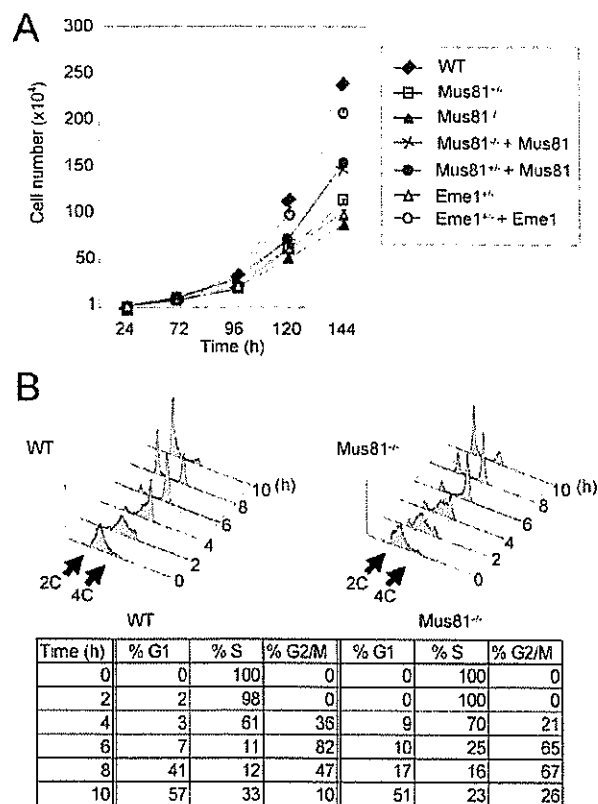 A
300
250
200
150
100
50
1
Cell number (x10⁴)
24 72 96 120 144
Time (h)
WT
Mus81+/-
Mus81-/-
Mus81-/- + Mus81
Mus81+/- + Mus81
Eme1+/-
Eme1+/- + Eme1
B
WT
2C
4C
0
2
4
6
8
10 (h)
Mus81-/-
2C
4C
0
2
4
6
8
10 (h)
WT Mus81-/-
Time (h) % G1 % S % G2/M % G1 % S % G2/M
0 0 100 0 0 100 0
2 2 98 0 0 100 0
4 3 61 36 9 70 21
6 7 11 82 10 25 65
8 41 12 47 17 16 67
10 57 33 10 51 23 26